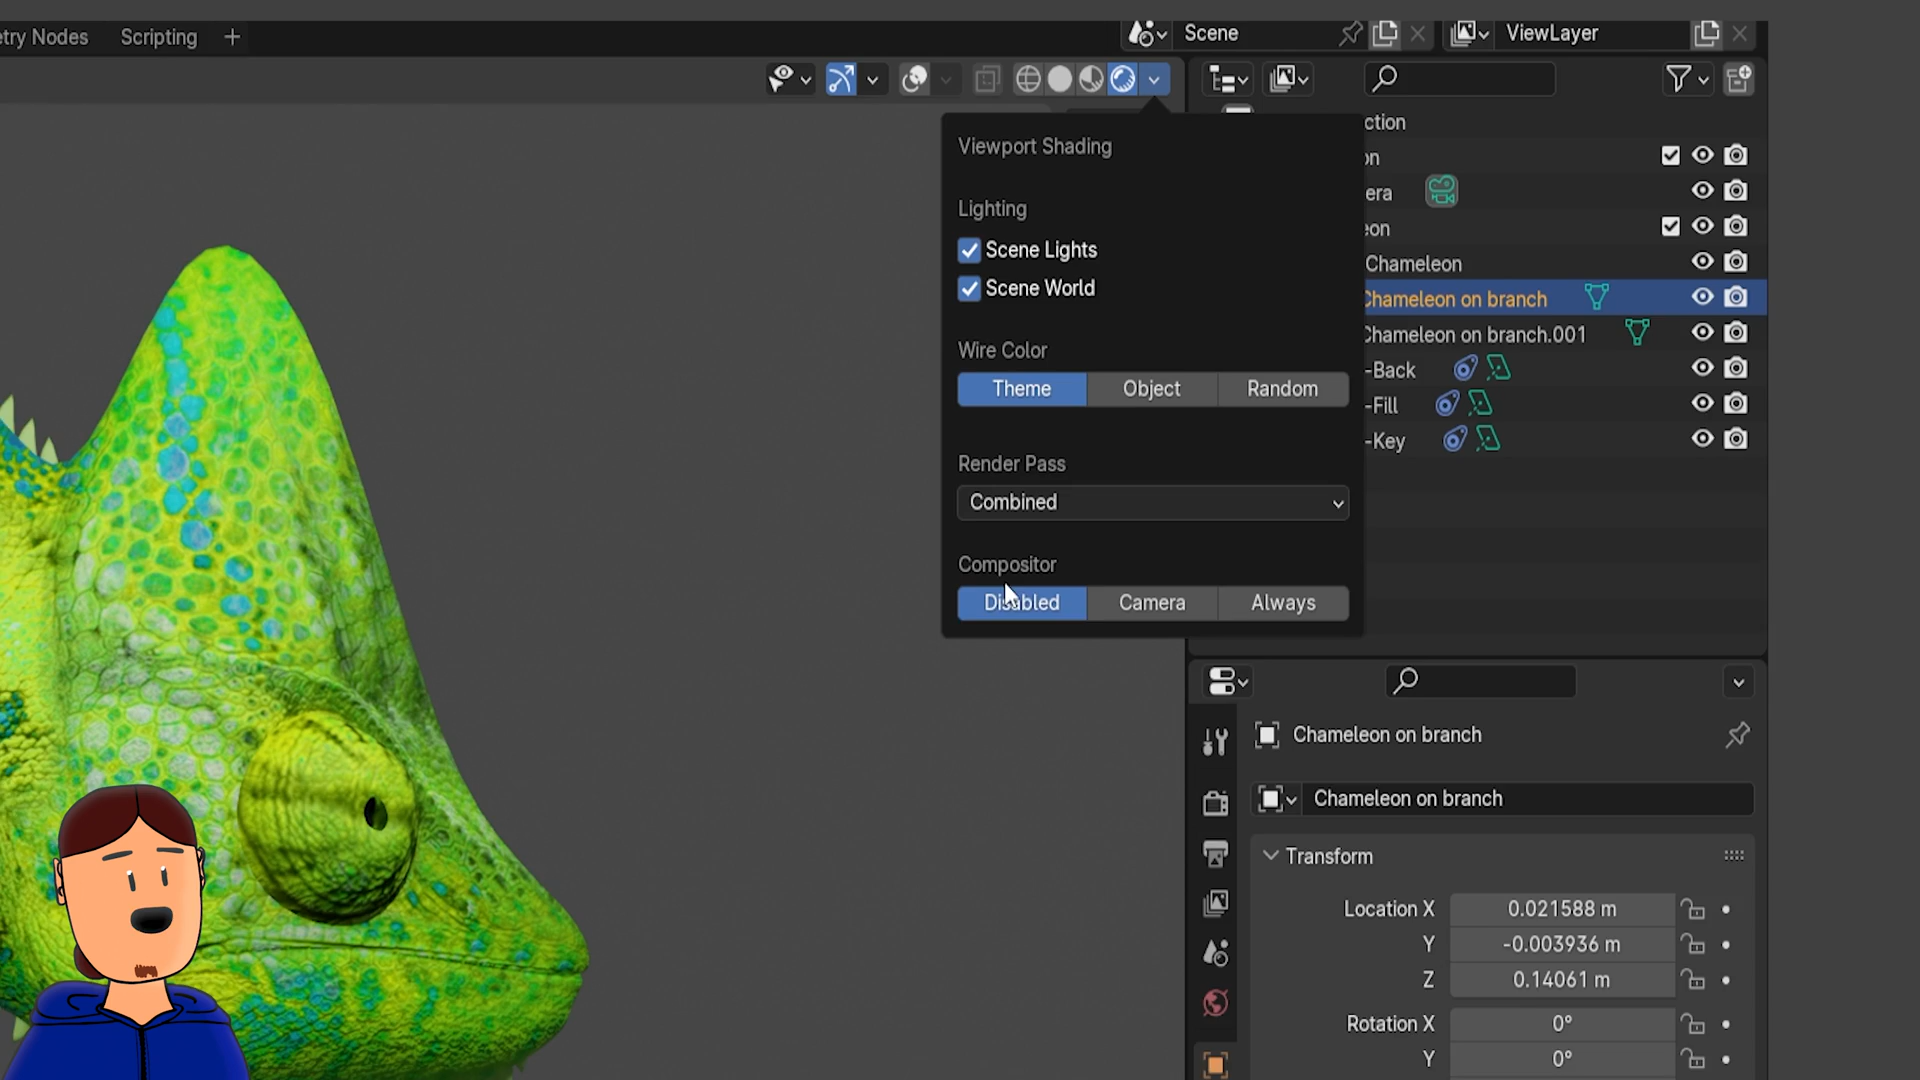 etry Nodes Scripting +
Scene
ViewLayer
Viewport Shading
Lighting
Scene Lights
Scene World
Wire Color
Theme Object Random
Render Pass
Combined
Compositor
Disabled Camera Always
ction
on
era
eon
Chameleon
Chameleon on branch
Chameleon on branch.001
-Back
-Fill
-Key
Chameleon on branch
Chameleon on branch
Transform
Location X 0.021588 m
Y -0.003936 m
Z 0.14061 m
Rotation X 0°
Y 0°